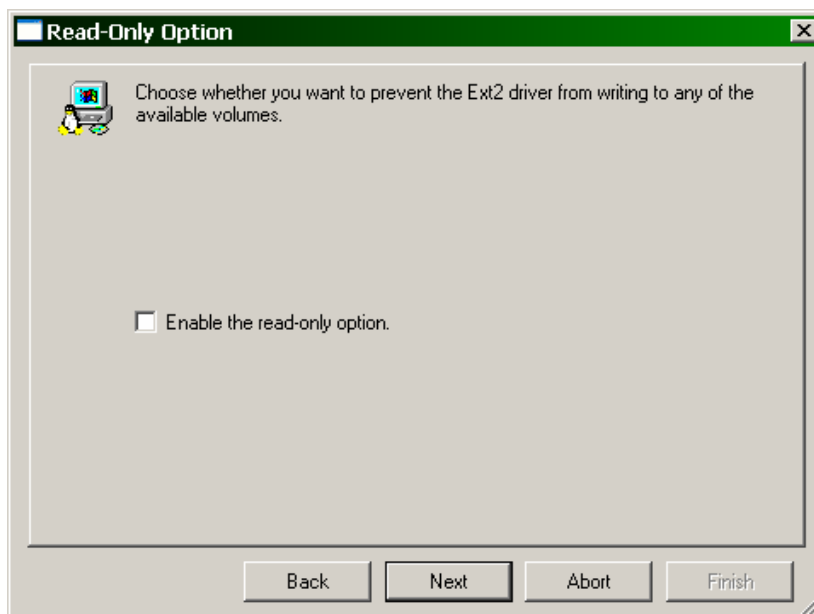 Read-Only Option
Choose whether you want to prevent the Ext2 driver from writing to any of the
available volumes.
Enable the read-only option.
Back Next Abort Finish